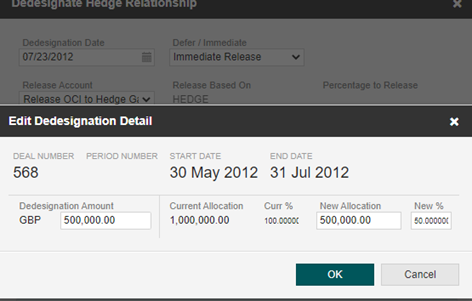 Dedesignate Hedge Relationship
Dedesignation Date Defer / Immediate
07/23/2012 Immediate Release
Release Account Release Based On Percentage to Release
Release OCI to Hedge Ga HEDGE
Edit Dedesignation Detail
DEAL NUMBER PERIOD NUMBER START DATE END DATE
568 30 May 2012 31 Jul 2012
Dedesignation Amount Current Allocation Curr % New Allocation New %
GBP 500,000.00 1,000,000.00 100.00000 500,000.00 50.000000
OK Cancel